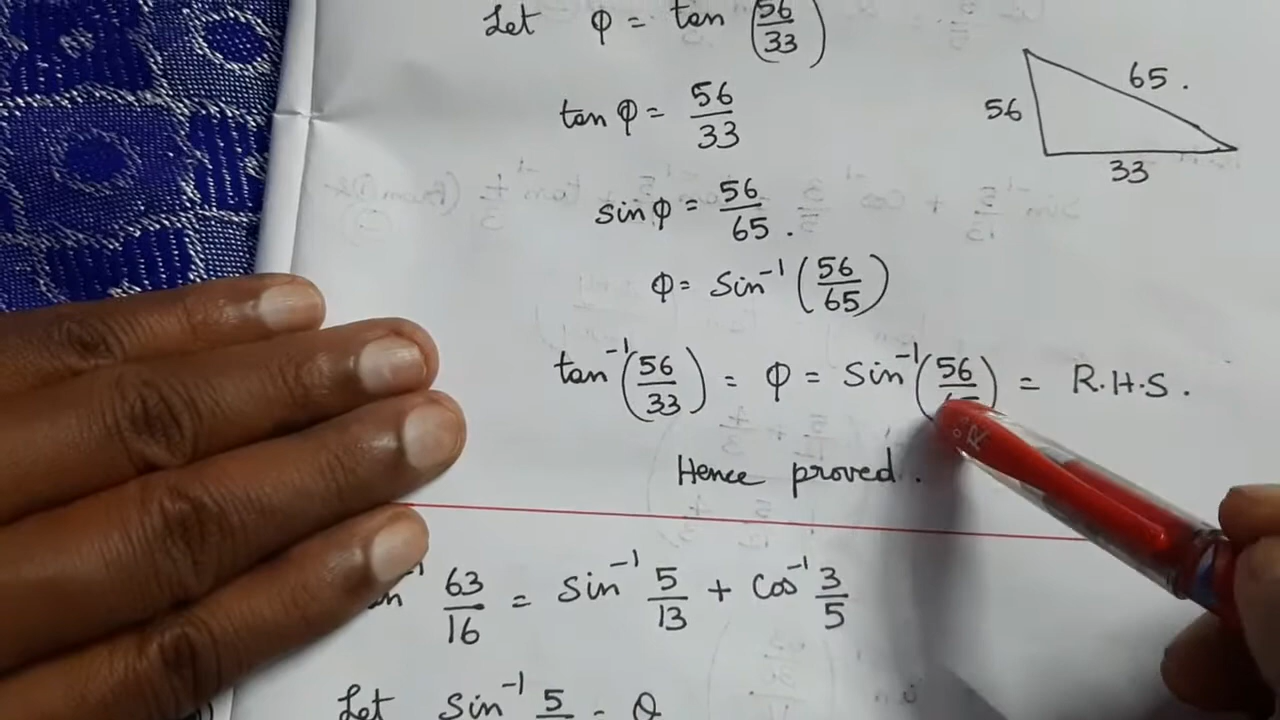 Let φ = tan (56/33)
65.
56
33
tan φ = 56/33
sin φ = 56/65.
φ = sin⁻¹ (56/65)
tan⁻¹(56/33) = φ = sin⁻¹(56/65) = R.H.S.
Hence proved.
63/16 = sin⁻¹ 5/13 + cos⁻¹ 3/5
Let sin⁻¹ 5/ = θ